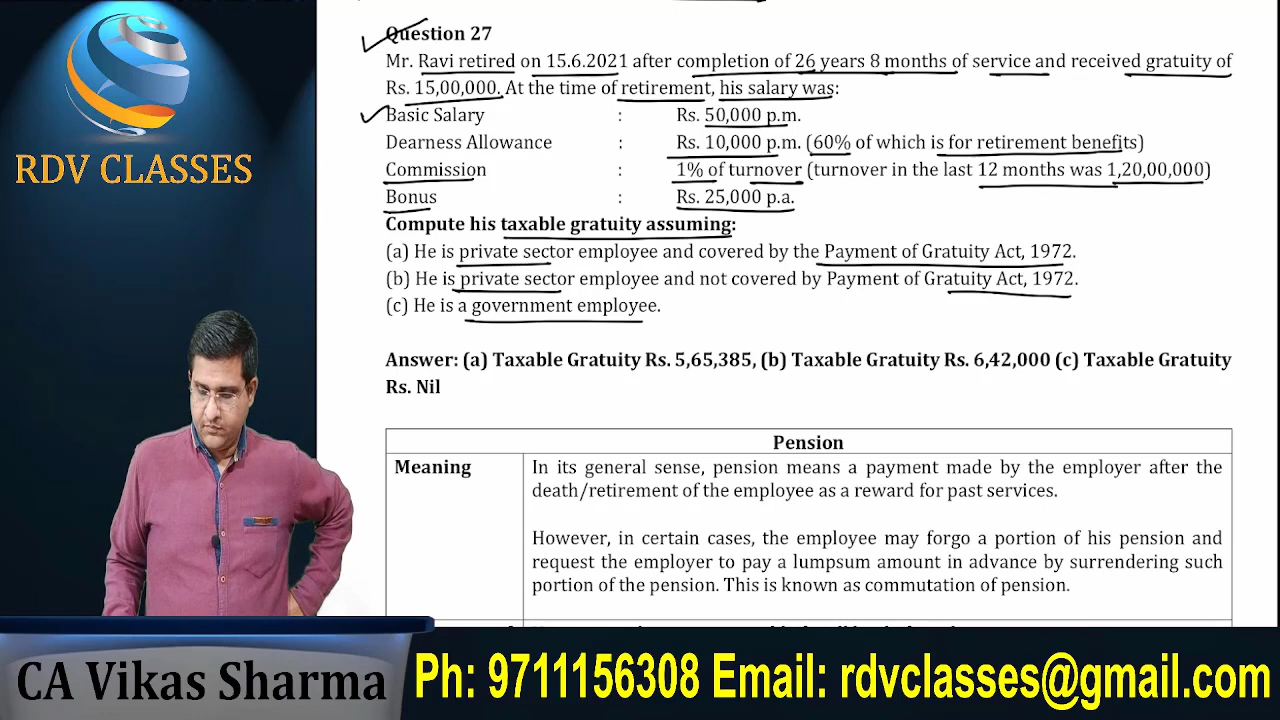 Question 27
Mr. Ravi retired on 15.6.2021 after completion of 26 years 8 months of service and received gratuity of
Rs. 15,00,000. At the time of retirement, his salary was:
Basic Salary : Rs. 50,000 p.m.
Dearness Allowance : Rs. 10,000 p.m. (60% of which is for retirement benefits)
Commission : 1% of turnover (turnover in the last 12 months was 1,20,00,000)
Bonus : Rs. 25,000 p.a.
Compute his taxable gratuity assuming:
(a) He is private sector employee and covered by the Payment of Gratuity Act, 1972.
(b) He is private sector employee and not covered by Payment of Gratuity Act, 1972.
(c) He is a government employee.
Answer: (a) Taxable Gratuity Rs. 5,65,385, (b) Taxable Gratuity Rs. 6,42,000 (c) Taxable Gratuity
Rs. Nil
Pension
Meaning
In its general sense, pension means a payment made by the employer after the
death/retirement of the employee as a reward for past services.
However, in certain cases, the employee may forgo a portion of his pension and
request the employer to pay a lumpsum amount in advance by surrendering such
portion of the pension. This is known as commutation of pension.
RDV CLASSES
CA Vikas Sharma
Ph: 9711156308 Email: rdvclasses@gmail.com